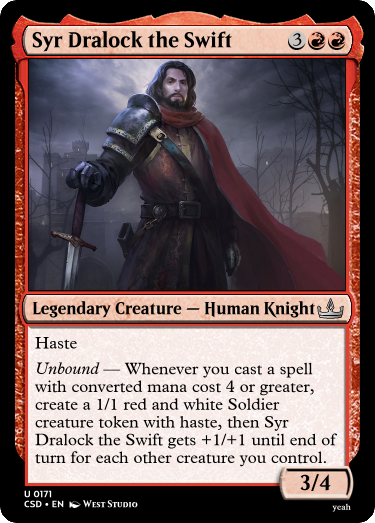 Syr Dralock the Swift 3
Legendary Creature — Human Knight
Haste
Unbound — Whenever you cast a spell
with converted mana cost 4 or greater,
create a 1/1 red and white Soldier
creature token with haste, then Syr
Dralock the Swift gets +1/+1 until end of
turn for each other creature you control.
3/4
U 0171
CSD • EN West Studio
yeah